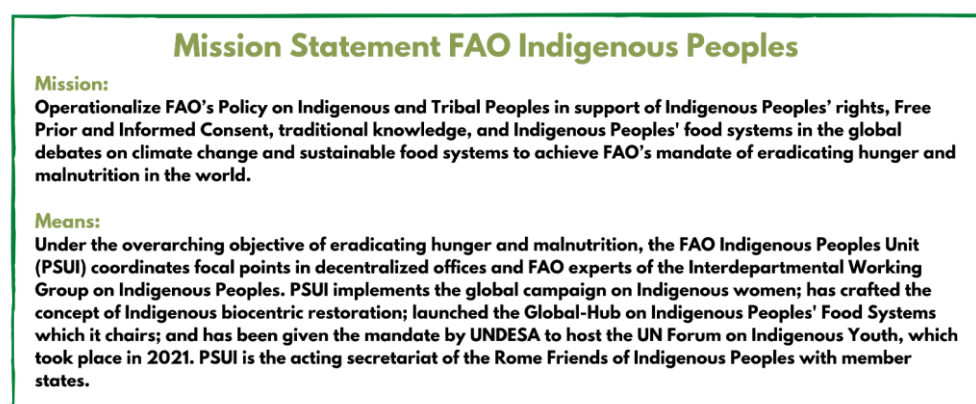 Mission Statement FAO Indigenous Peoples
Mission:
Operationalize FAO’s Policy on Indigenous and Tribal Peoples in support of Indigenous Peoples’ rights, Free
Prior and Informed Consent, traditional knowledge, and Indigenous Peoples' food systems in the global
debates on climate change and sustainable food systems to achieve FAO’s mandate of eradicating hunger and
malnutrition in the world.
Means:
Under the overarching objective of eradicating hunger and malnutrition, the FAO Indigenous Peoples Unit
(PSUI) coordinates focal points in decentralized offices and FAO experts of the Interdepartmental Working
Group on Indigenous Peoples. PSUI implements the global campaign on Indigenous women; has crafted the
concept of Indigenous biocentric restoration; launched the Global-Hub on Indigenous Peoples' Food Systems
which it chairs; and has been given the mandate by UNDESA to host the UN Forum on Indigenous Youth, which
took place in 2021. PSUI is the acting secretariat of the Rome Friends of Indigenous Peoples with member
states.